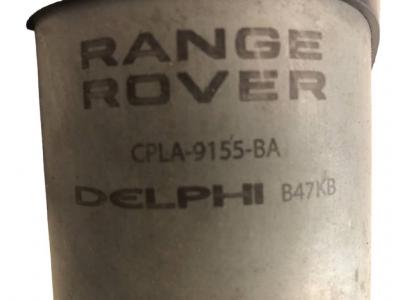 RANGE
ROVER
CPLA-9155-BA
DELPHI B47KB